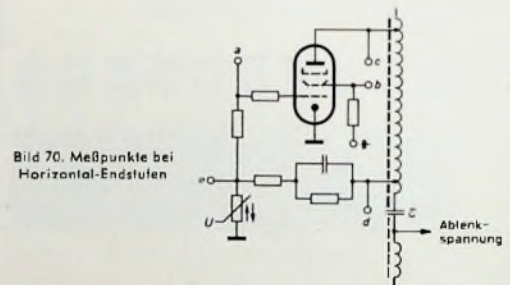 a
c
b
+
Bild 70. Meßpunkte bei
Horizontal-Endstufen
e
U
d
C
Ablenk-
spannung